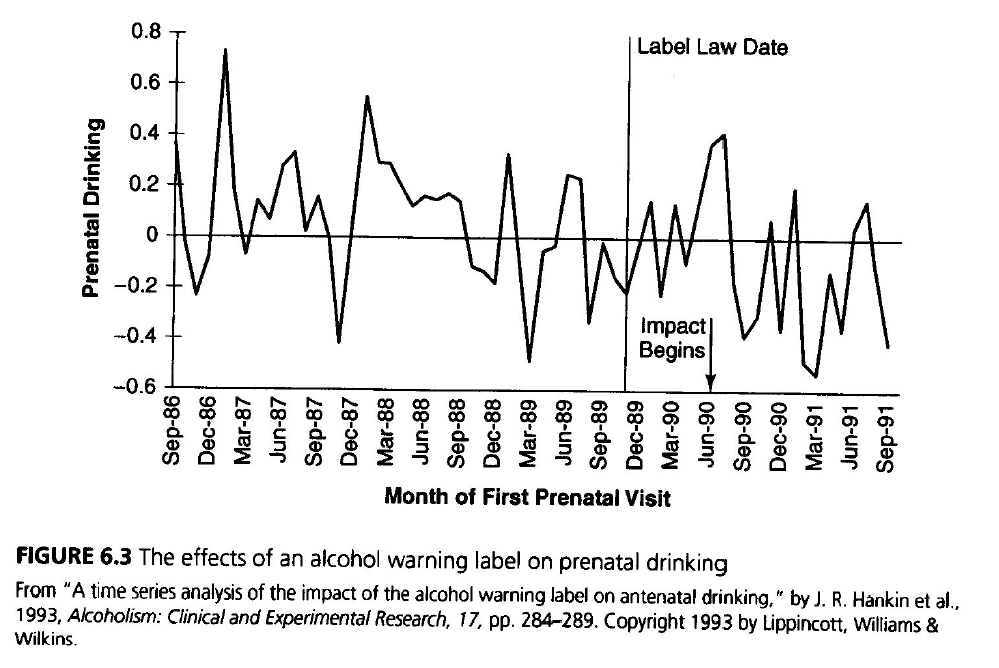 0.8
Label Law Date
0.6
0.4
0.2
0
−0.2
−0.4
−0.6
Prenatal Drinking
Impact
Begins
Sep-86
Dec-86
Mar-87
Jun-87
Sep-87
Dec-87
Mar-88
Jun-88
Sep-88
Dec-88
Mar-89
Jun-89
Sep-89
Dec-89
Mar-90
Jun-90
Sep-90
Dec-90
Mar-91
Jun-91
Sep-91
Month of First Prenatal Visit
FIGURE 6.3 The effects of an alcohol warning label on prenatal drinking
From "A time series analysis of the impact of the alcohol warning label on antenatal drinking," by J. R. Hankin et al.,
1993, Alcoholism: Clinical and Experimental Research, 17, pp. 284–289. Copyright 1993 by Lippincott, Williams &
Wilkins.